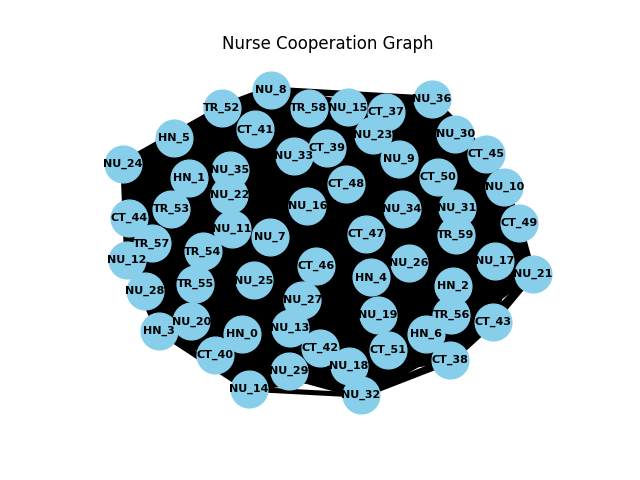 Nurse Cooperation Graph
NU_8
NU_36
TR_52
TR_58
NU_15
CT_37
CT_41
NU_23
NU_30
HN_5
CT_39
NU_33
CT_45
NU_9
NU_24
NU_35
HN_1
CT_50
CT_48
NU_10
NU_22
TR_53
NU_16
NU_34
NU_31
CT_44
CT_49
NU_11
NU_7
CT_47
TR_59
TR_57
TR_54
NU_12
CT_46
NU_26
NU_17
NU_21
NU_28
TR_55
NU_25
HN_4
HN_2
NU_27
NU_20
NU_19
TR_56
CT_43
HN_3
HN_0
NU_13
HN_6
CT_40
CT_42
CT_51
CT_38
NU_29
NU_18
NU_14
NU_32